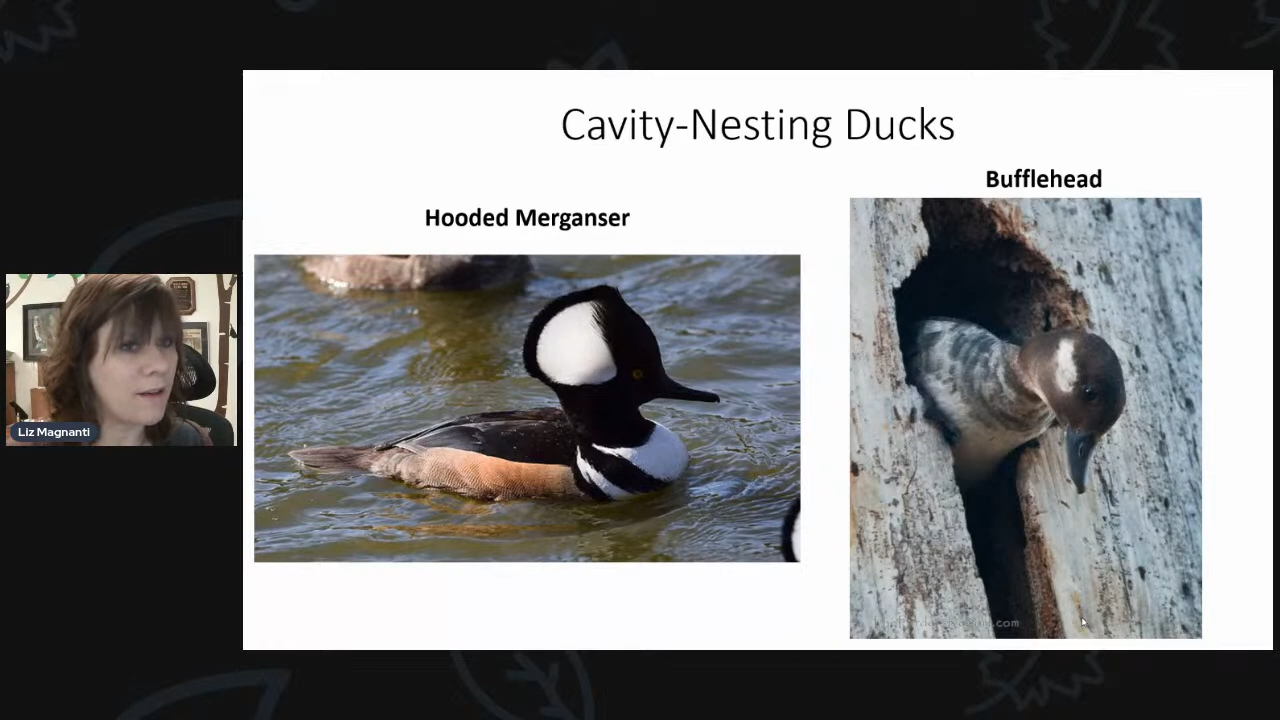 Cavity-Nesting Ducks
Bufflehead
Hooded Merganser
Liz Magnanti